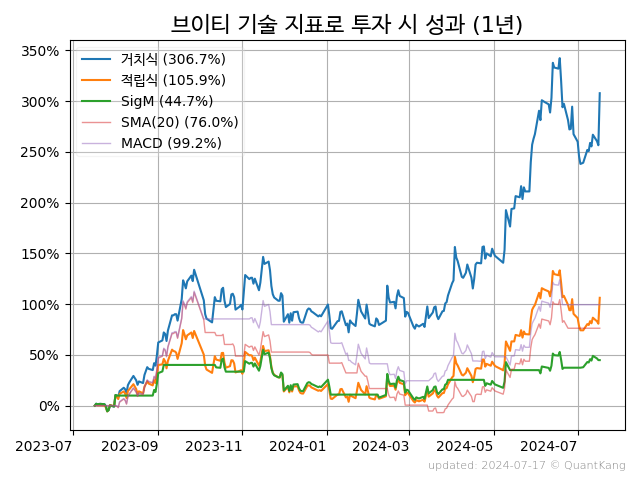 브이티 기술 지표로 투자 시 성과 (1년)
350%
300%
250%
200%
150%
100%
50%
0%
거치식 (306.7%)
적립식 (105.9%)
SigM (44.7%)
SMA(20) (76.0%)
MACD (99.2%)
2023-07 2023-09 2023-11 2024-01 2024-03 2024-05 2024-07
updated: 2024-07-17 © QuantKang